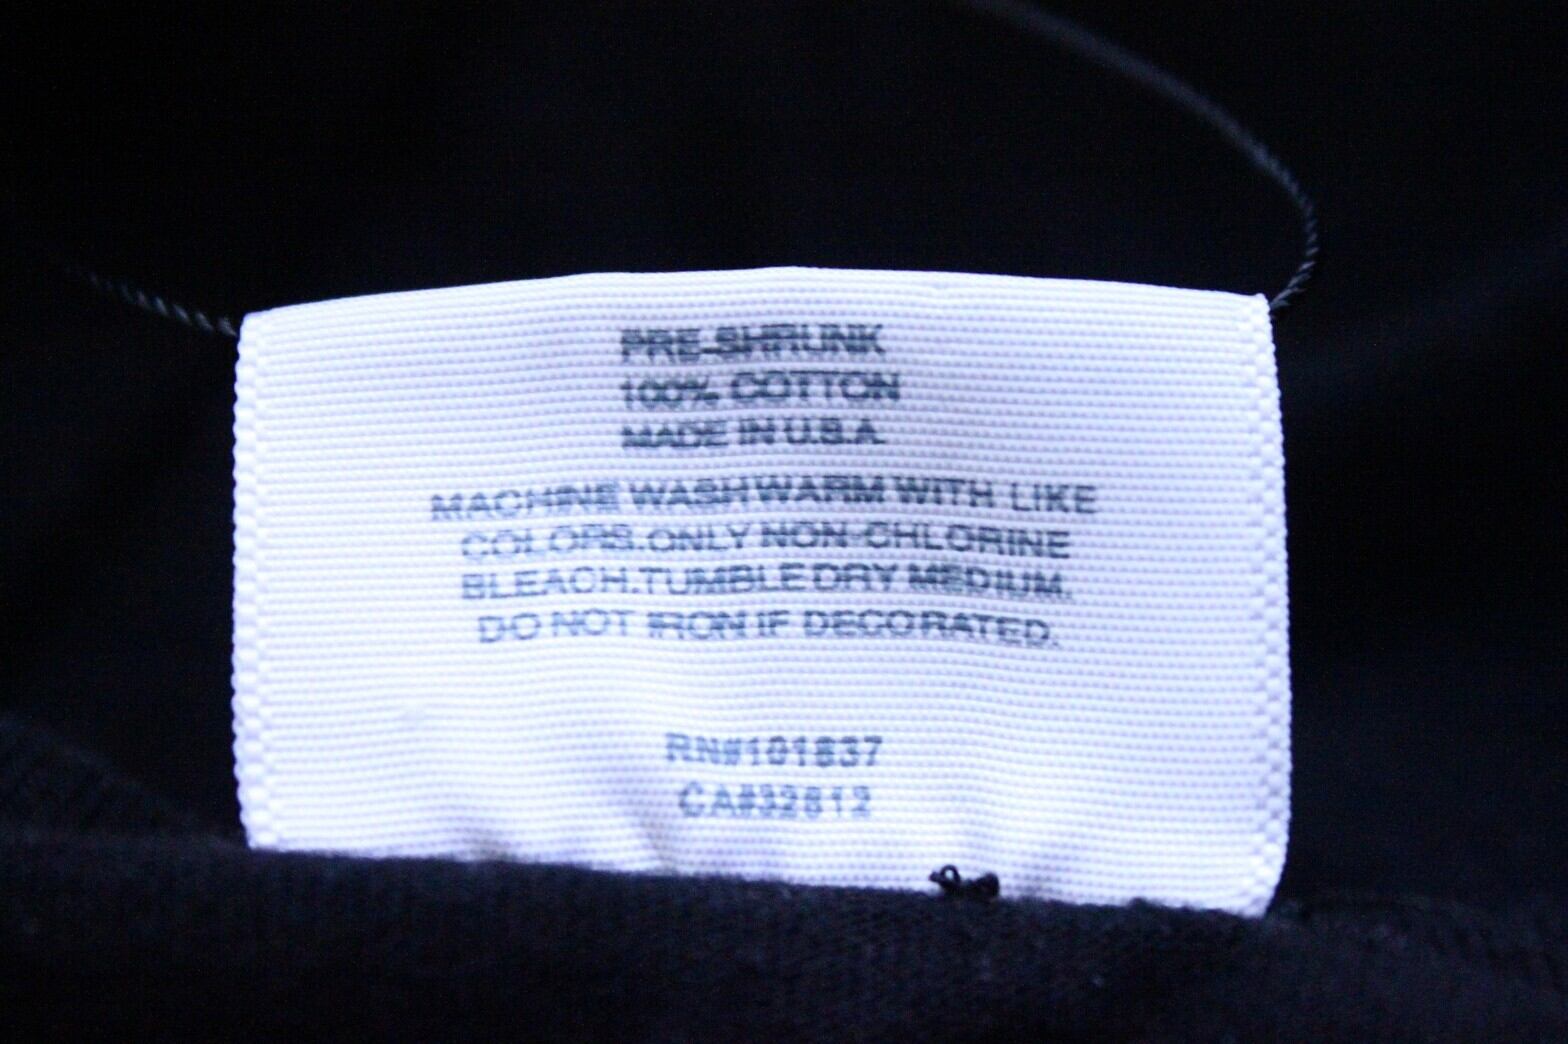 PRE-SHRUNK
100% COTTON
MADE IN U.S.A.
MACHINE WASH WARM WITH LIKE
COLORS.ONLY NON-CHLORINE
BLEACH.TUMBLE DRY MEDIUM.
DO NOT IRON IF DECORATED.
RN#101837
CA#32812